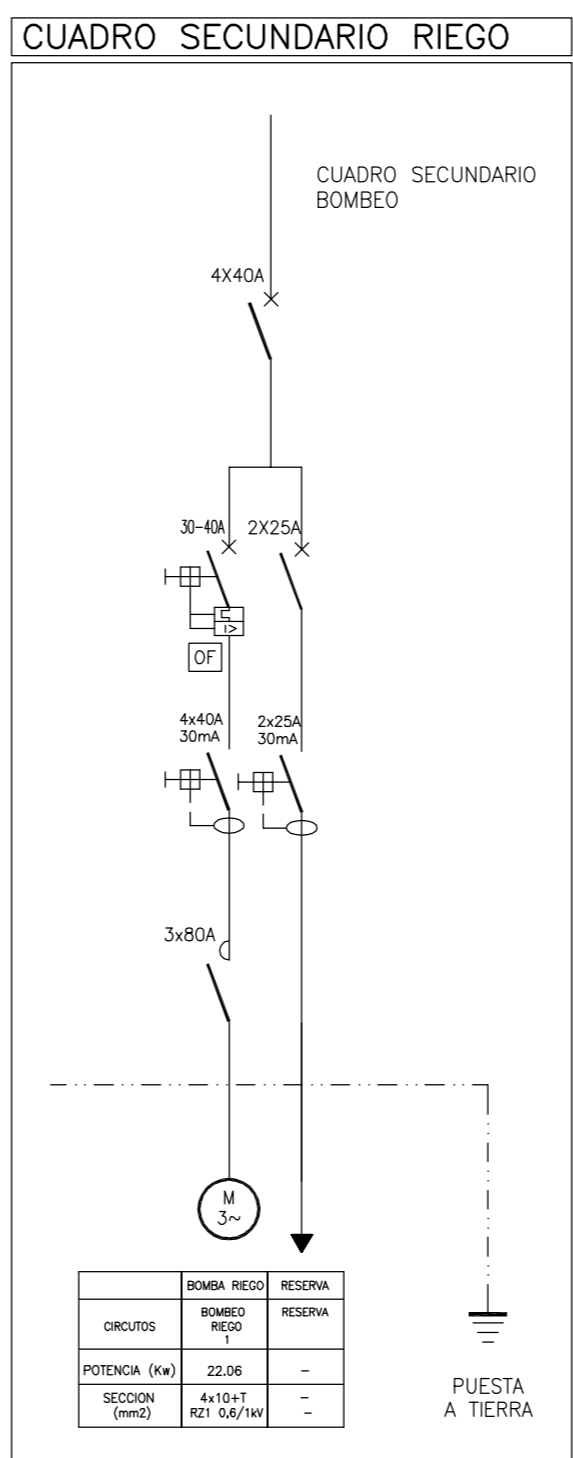 CUADRO SECUNDARIO RIEGO
CUADRO SECUNDARIO
BOMBEO
4X40A
30-40A
2X25A
I>
OF
4x40A
30mA
2x25A
30mA
3x80A
M
3~
BOMBA RIEGO
RESERVA
CIRCUTOS
BOMBEO
RIEGO
1
RESERVA
POTENCIA (Kw)
22.06
-
SECCION
(mm2)
4x10+T
RZ1 0,6/1kV
-
-
PUESTA
A TIERRA